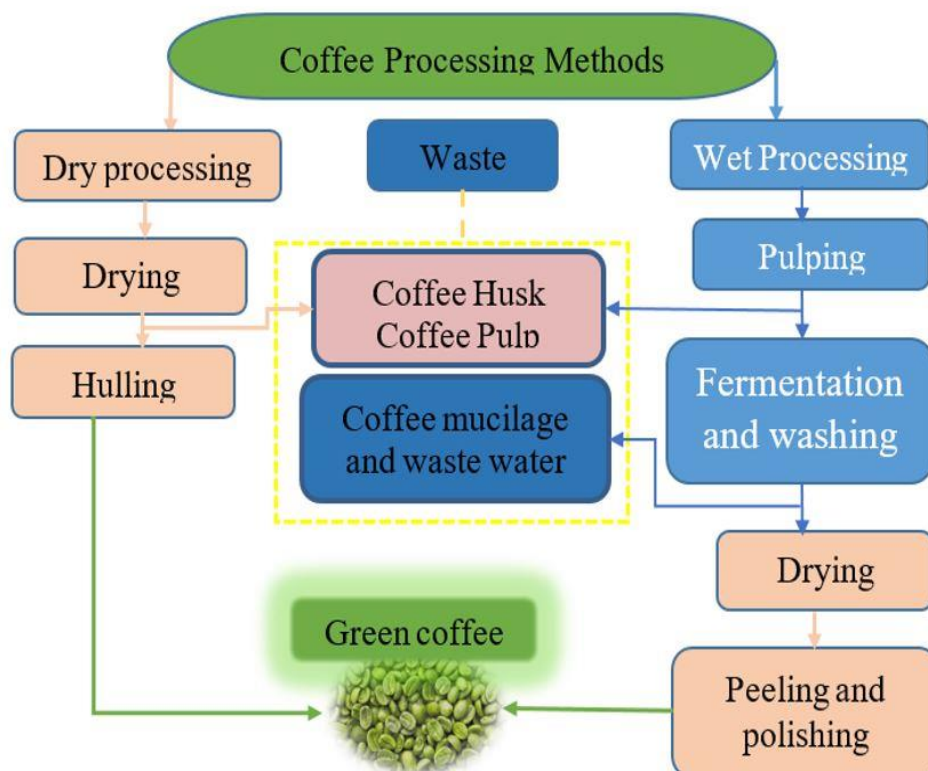 Coffee Processing Methods
Dry processing
Waste
Wet Processing
Drying
Pulping
Coffee Husk
Coffee Pulp
Hulling
Fermentation
and washing
Coffee mucilage
and waste water
Drying
Green coffee
Peeling and
polishing